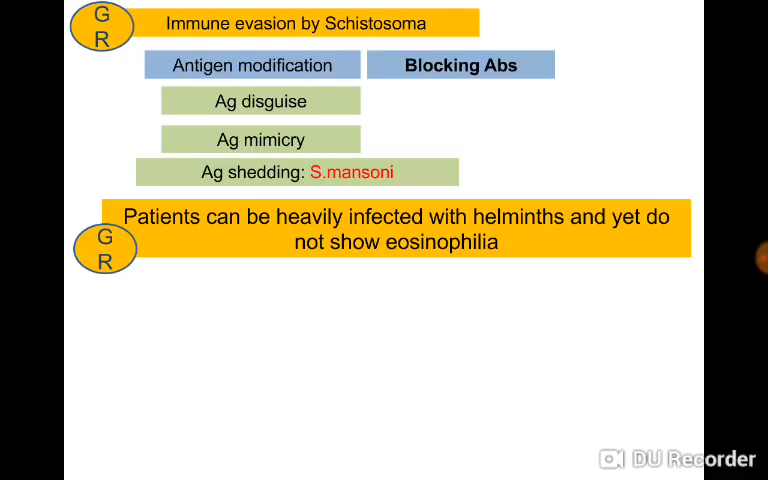 G
R
Immune evasion by Schistosoma
Antigen modification
Blocking Abs
Ag disguise
Ag mimicry
Ag shedding: S.mansoni
G
R
Patients can be heavily infected with helminths and yet do
not show eosinophilia
DU Recorder